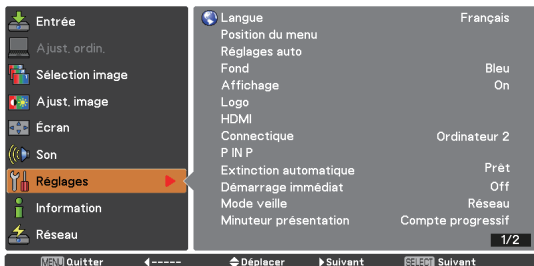 Entrée
Ajust. ordin.
Sélection image
Ajust. image
Écran
Son
Réglages
Information
Réseau
Langue Français
Position du menu
Réglages auto
Fond Bleu
Affichage On
Logo
HDMI
Connectique Ordinateur 2
P IN P
Extinction automatique Prêt
Démarrage immédiat Off
Mode veille Réseau
Minuteur présentation Compte progressif
1/2
MENU Quitter ◀----- Déplacer ▶Suivant SELECT Suivant